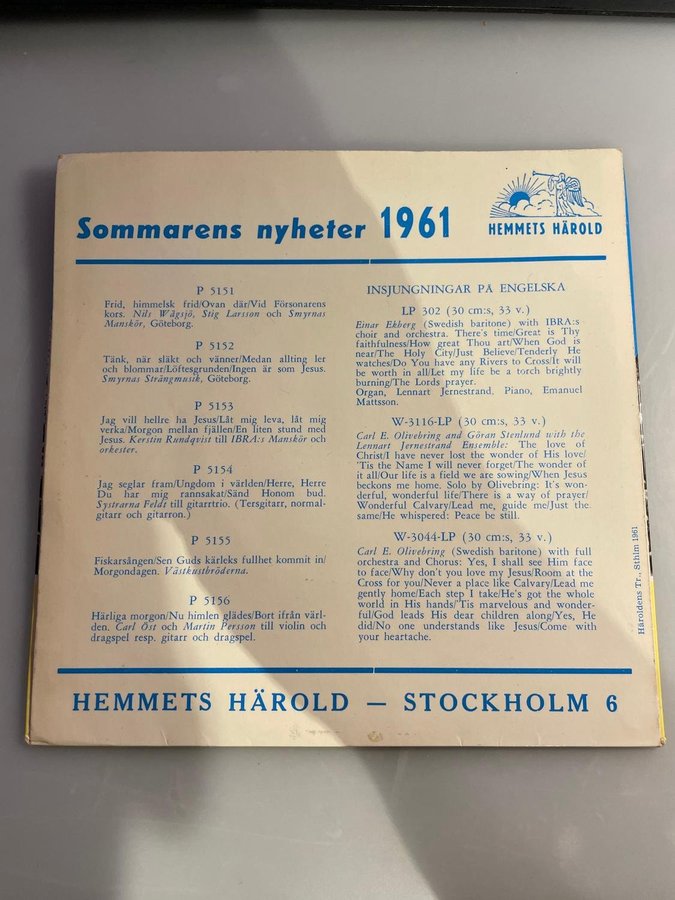 Sommarens nyheter 1961
HEMMETS HÄROLD
P 5151
Frid, himmelsk frid/Ovan där/Vid Försonarens
kors. Nils Wågsjö, Stig Larsson och Smyrnas
Manskör, Göteborg.
P 5152
Tänk, när släkt och vänner/Medan allting ler
och blommar/Löftesgrunden/Ingen är som Jesus.
Smyrnas Strängmusik, Göteborg.
P 5153
Jag vill hellre ha Jesus/Låt mig leva, låt mig
verka/Morgon mellan fjällen/En liten stund med
Jesus. Kerstin Rundqvist till IBRA:s Manskör och
orkester.
P 5154
Jag seglar fram/Ungdom i världen/Herre, Herre
Du har mig rannsakat/Sänd Honom bud.
Systrarna Feldt till gitarrtrio. (Tersgitarr, normal-
gitarr och gitarron.)
P 5155
Fiskarsången/Sen Guds kärleks fullhet kommit in/
Morgondagen. Västkustbröderna.
P 5156
Härliga morgon/Nu himlen glädes/Bort ifrån värl-
den. Carl Öst och Martin Persson till violin och
dragspel resp. gitarr och dragspel.
INSJUNGNINGAR PÅ ENGELSKA
LP 302 (30 cm:s, 33 v.)
Einar Ekberg (Swedish baritone) with IBRA:s
choir and orchestra. There's time/Great is Thy
faithfulness/How great Thou art/When God is
near/The Holy City/Just Believe/Tenderly He
watches/Do You have any Rivers to Cross/It will
be worth in all/Let my life be a torch brightly
burning/The Lords prayer.
Organ, Lennart Jernestrand. Piano, Emanuel
Mattsson.
W-3116-LP (30 cm:s, 33 v.)
Carl E. Olivebring and Göran Stenlund with the
Lennart Jernestrand Ensemble: The love of
Christ/I have never lost the wonder of His love/
'Tis the Name I will never forget/The wonder of
it all/Our life is a field we are sowing/When Jesus
beckons me home. Solo by Olivebring: It's won-
derful, wonderful life/There is a way of prayer/
Wonderful Calvary/Lead me, guide me/Just the
same/He whispered: Peace be still.
W-3044-LP (30 cm:s, 33 v.)
Carl E. Olivebring (Swedish baritone) with full
orchestra and Chorus: Yes, I shall see Him face
to face/Why don't you love my Jesus/Room at the
Cross for you/Never a place like Calvary/Lead me
gently home/Each step I take/He's got the whole
world in His hands/'Tis marvelous and wonder-
ful/God leads His dear children along/Yes, He
did/No one understands like Jesus/Come with
your heartache.
Häroldens Tr., Sthlm 1961
HEMMETS HÄROLD — STOCKHOLM 6